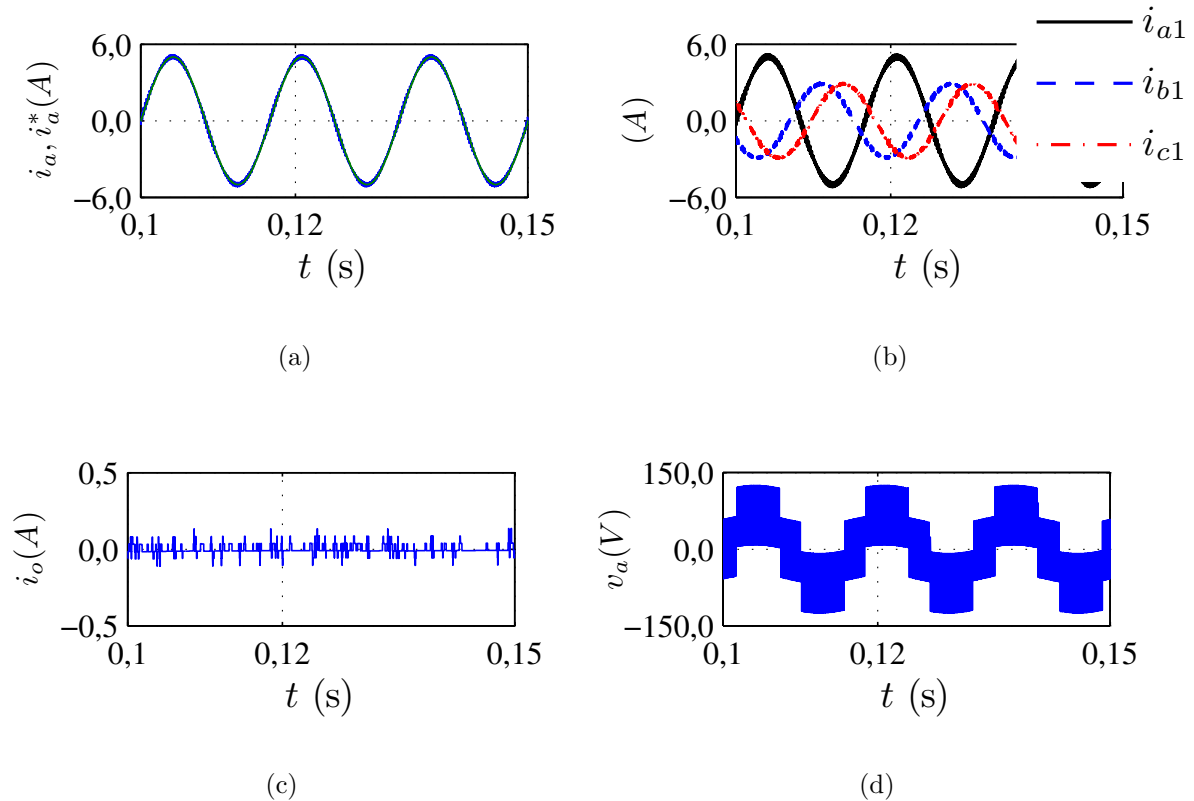 i_a, i_a^*(A)
6,0
0,0
−6,0
0,1
0,12
0,15
t (s)
(a)
(A)
6,0
0,0
−6,0
0,1
0,12
0,15
t (s)
i_{a1}
i_{b1}
i_{c1}
(b)
i_o(A)
0,5
0,0
−0,5
0,1
0,12
0,15
t (s)
(c)
v_a(V)
150,0
0,0
−150,0
0,1
0,12
0,15
t (s)
(d)